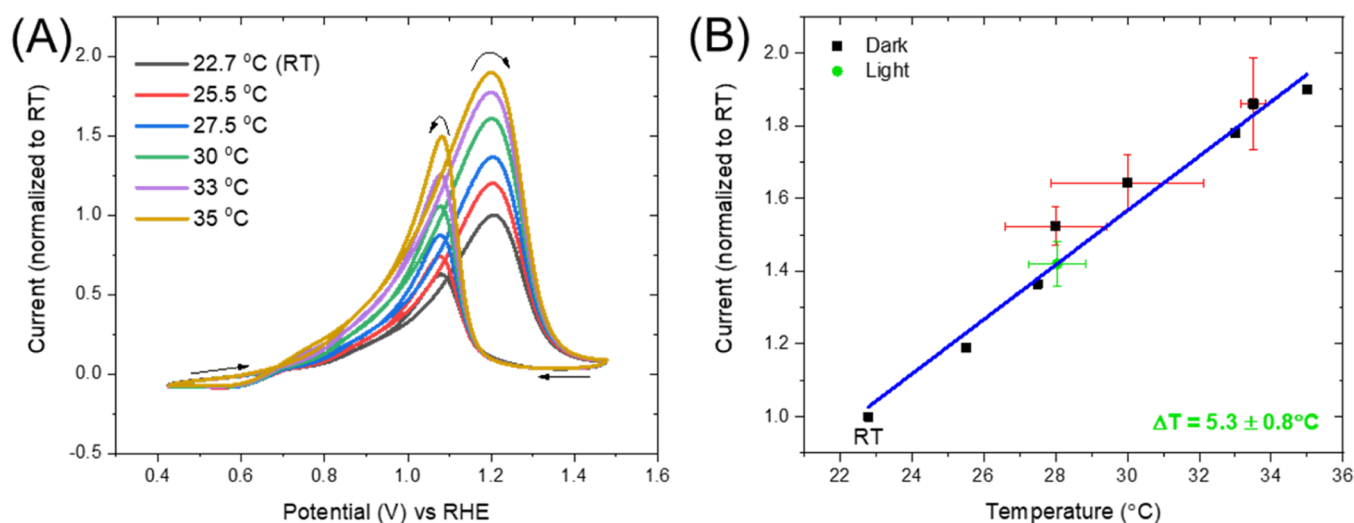 (A)
2.0
1.5
1.0
0.5
0.0
-0.5
Current (normalized to RT)
22.7 °C (RT)
25.5 °C
27.5 °C
30 °C
33 °C
35 °C
0.4 0.6 0.8 1.0 1.2 1.4 1.6
Potential (V) vs RHE
(B)
2.0
1.8
1.6
1.4
1.2
1.0
Current (normalized to RT)
Dark
Light
RT
ΔT = 5.3 ± 0.8°C
22 24 26 28 30 32 34 36
Temperature (°C)